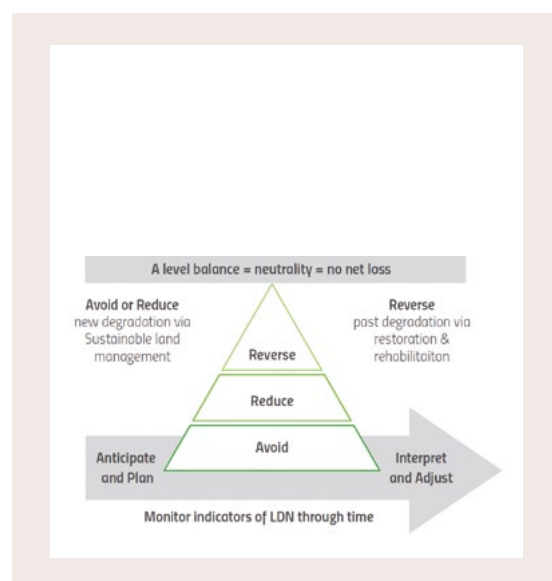 A level balance = neutrality = no net loss
Avoid or Reduce
new degradation via
Sustainable land
management
Reverse
past degradation via
restoration &
rehabilitaiton
Reverse
Reduce
Avoid
Anticipate
and Plan
Interpret
and Adjust
Monitor indicators of LDN through time